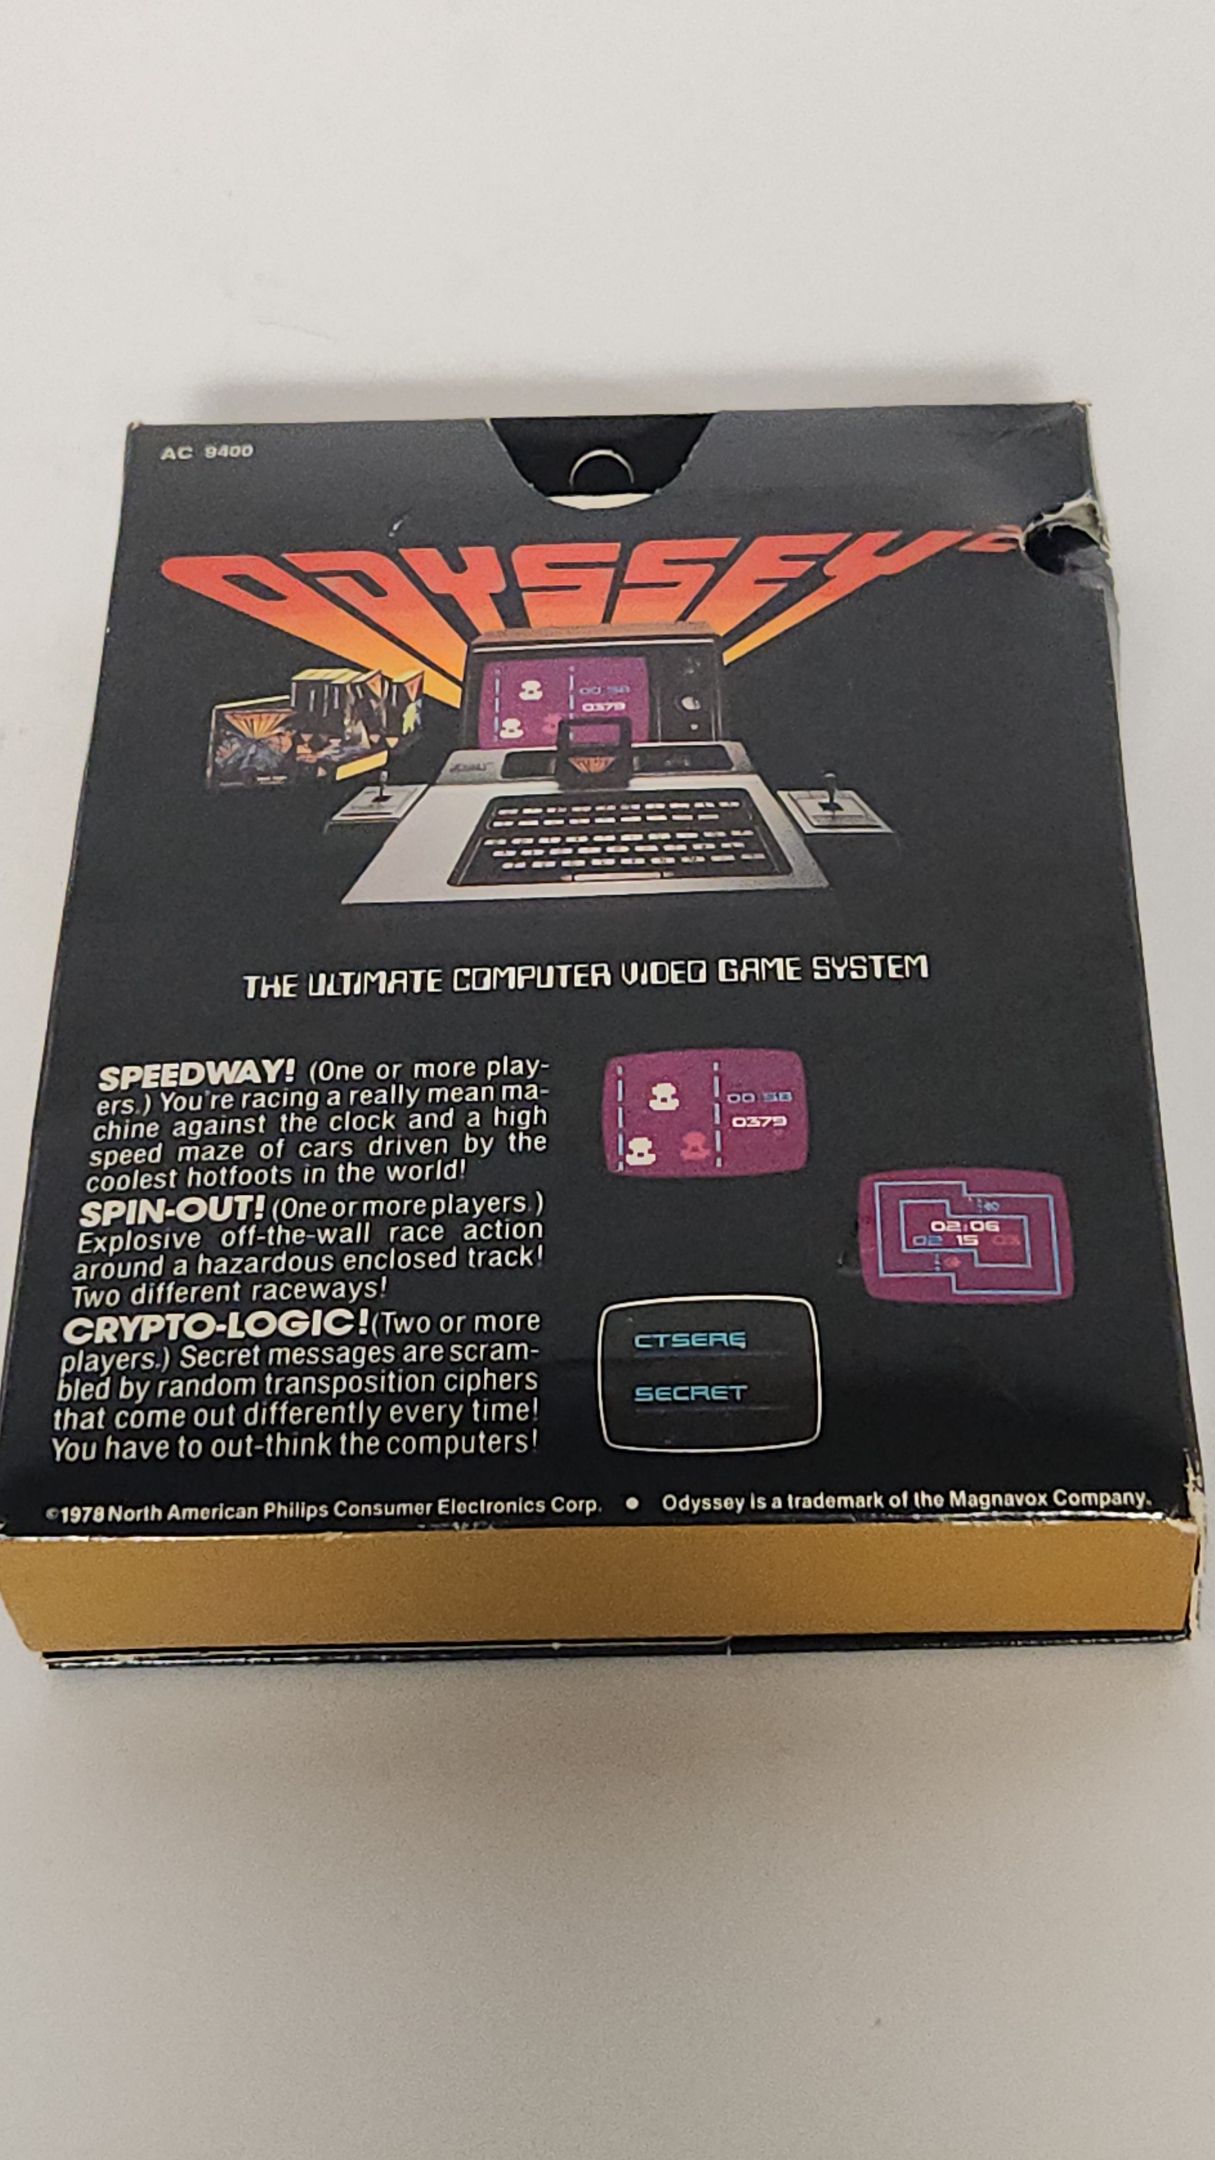 AC 9400
ODYSSEY²
00:58
0379
THE ULTIMATE COMPUTER VIDEO GAME SYSTEM
SPEEDWAY! (One or more play-
ers.) You're racing a really mean ma-
chine against the clock and a high
speed maze of cars driven by the
coolest hotfoots in the world!
00:58
0379
SPIN-OUT! (One or more players.)
Explosive off-the-wall race action
around a hazardous enclosed track!
Two different raceways!
02:06
02 15 03
CRYPTO-LOGIC! (Two or more
players.) Secret messages are scram-
bled by random transposition ciphers
that come out differently every time!
You have to out-think the computers!
CTSERE
SECRET
©1978 North American Philips Consumer Electronics Corp. ● Odyssey is a trademark of the Magnavox Company.